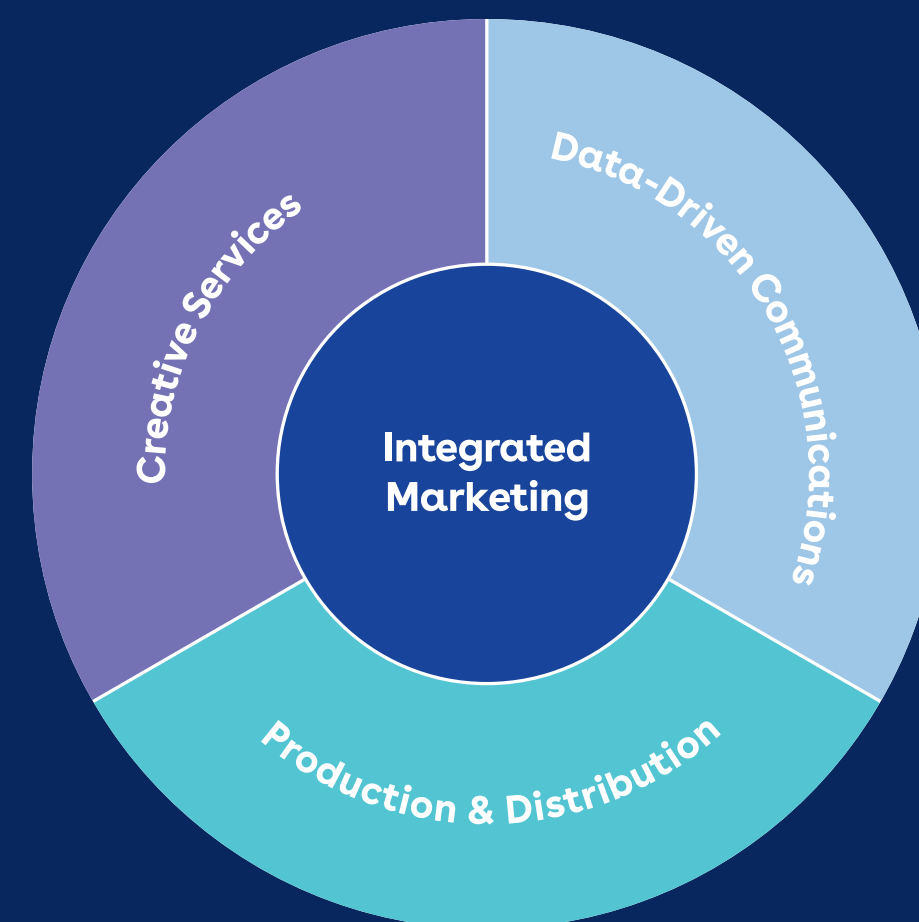 Creative Services
Data-Driven Communications
Integrated
Marketing
Production & Distribution